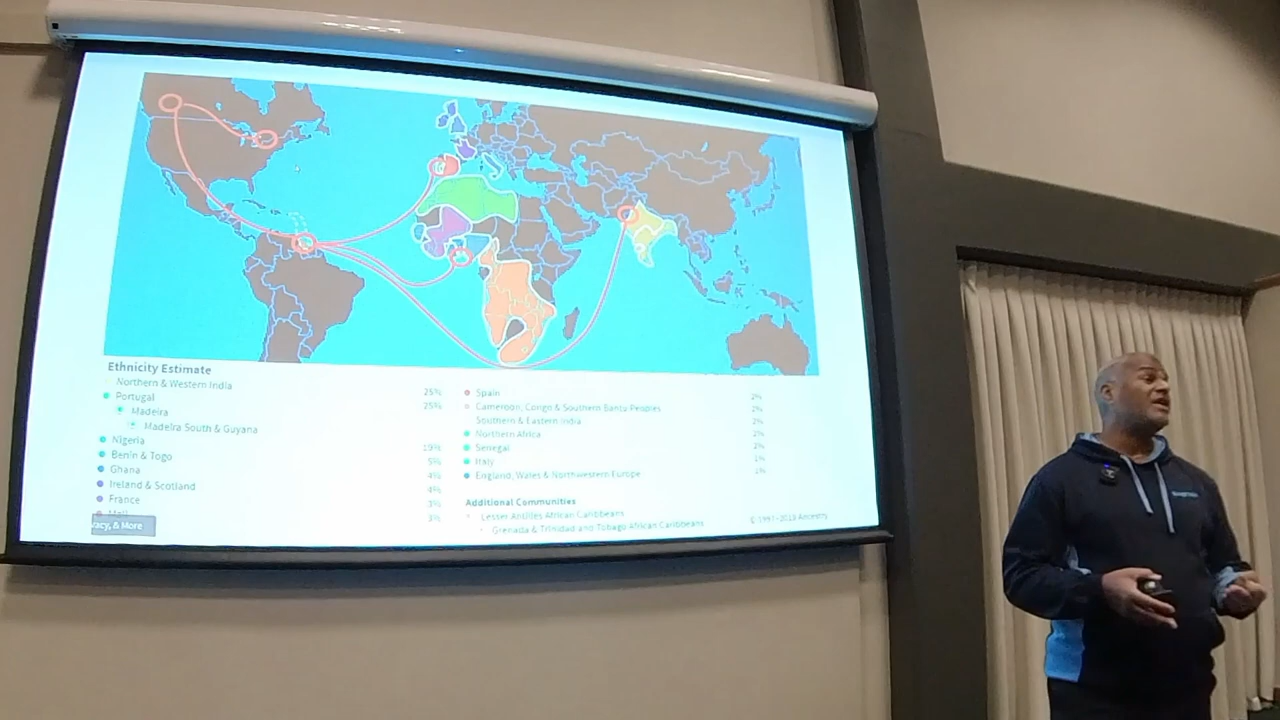 Ethnicity Estimate
Northern & Western India 25%
Portugal 25%
Madeira
Madeira South & Guyana
Nigeria 19%
Benin & Togo 5%
Ghana 4%
Ireland & Scotland 4%
France 3%
Mali 3%
vacy, & More
Spain 2%
Cameroon, Congo & Southern Bantu Peoples 2%
Southern & Eastern India 2%
Northern Africa 2%
Senegal 2%
Italy 1%
England, Wales & Northwestern Europe 1%
Additional Communities
Lesser Antilles African Caribbeans
Grenada & Trinidad and Tobago African Caribbeans
Ancestry